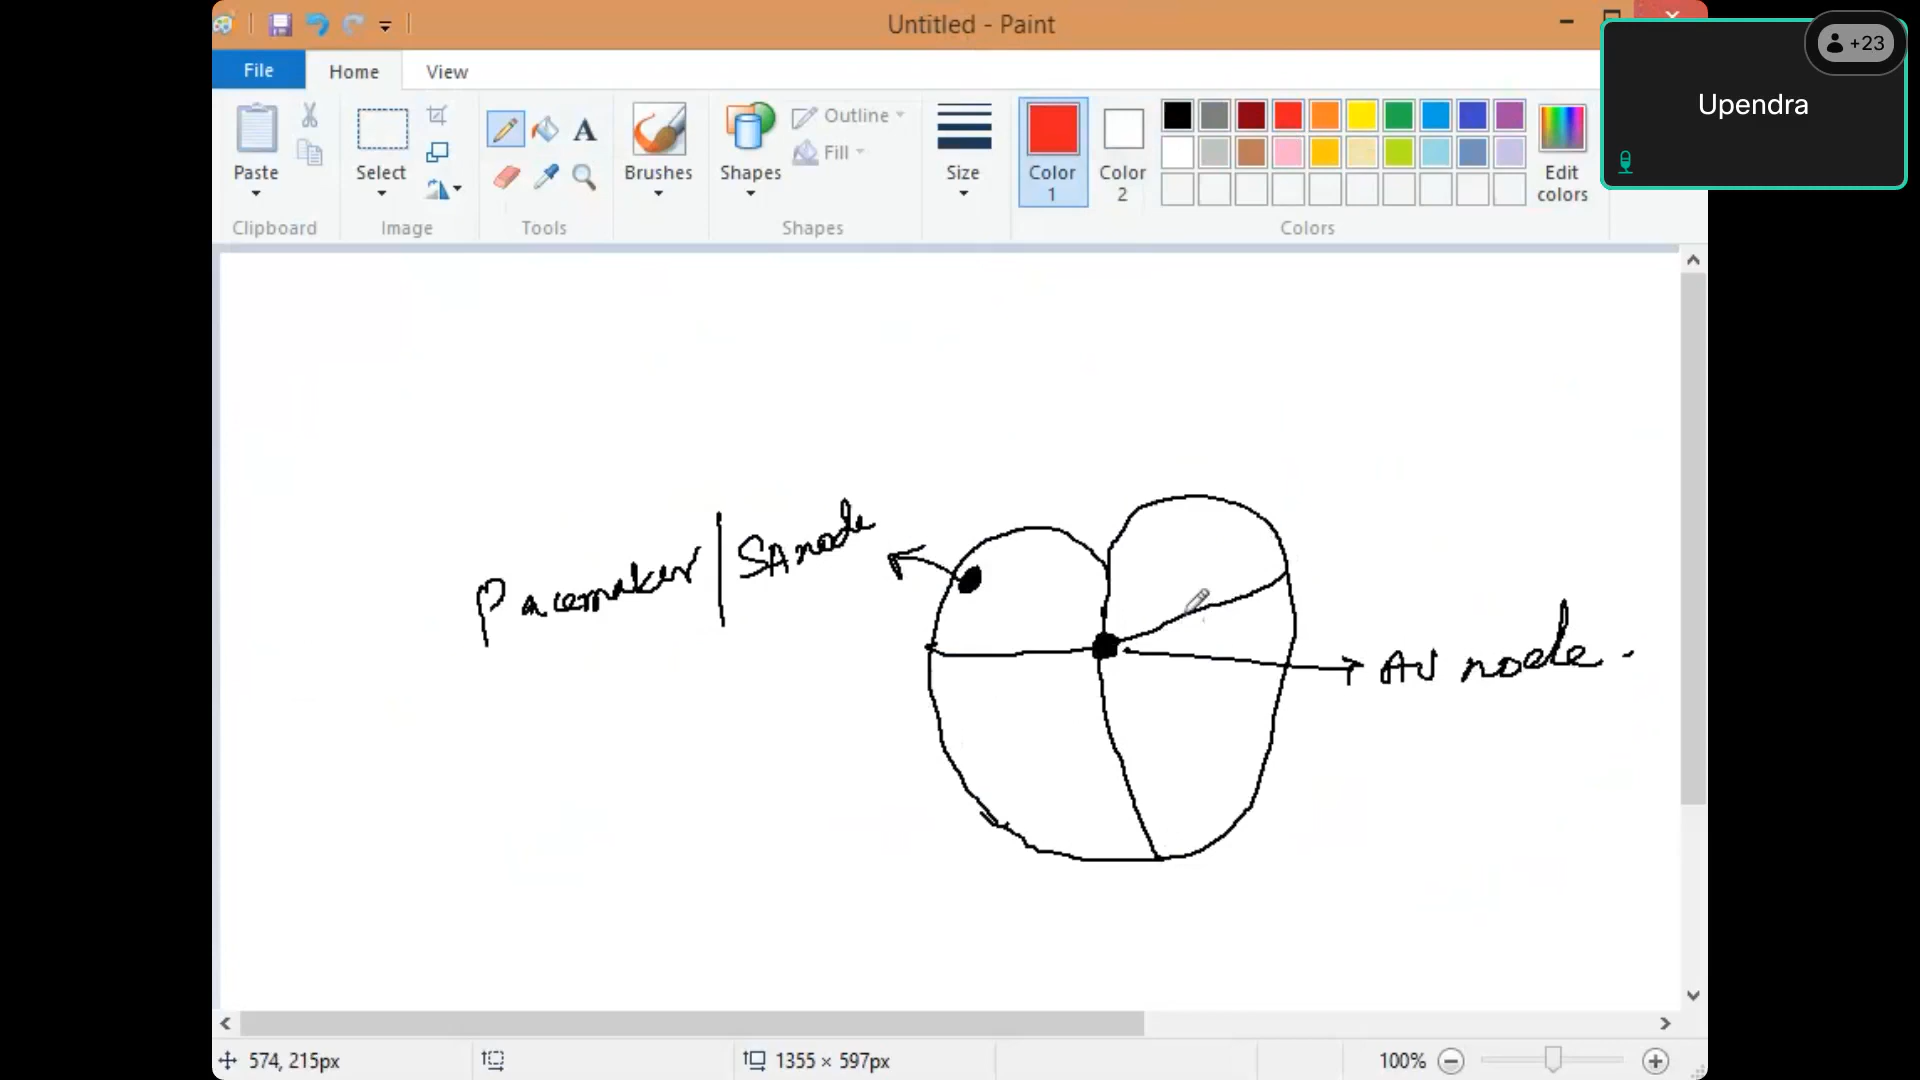 Untitled - Paint
+23
Upendra
File Home View
Outline
Fill
Paste
Select
Brushes
Shapes
Size
Color 1
Color 2
Edit colors
Clipboard
Image
Tools
Shapes
Colors
Pacemaker | SA node
AV node.
574, 215px
1355 × 597px
100%